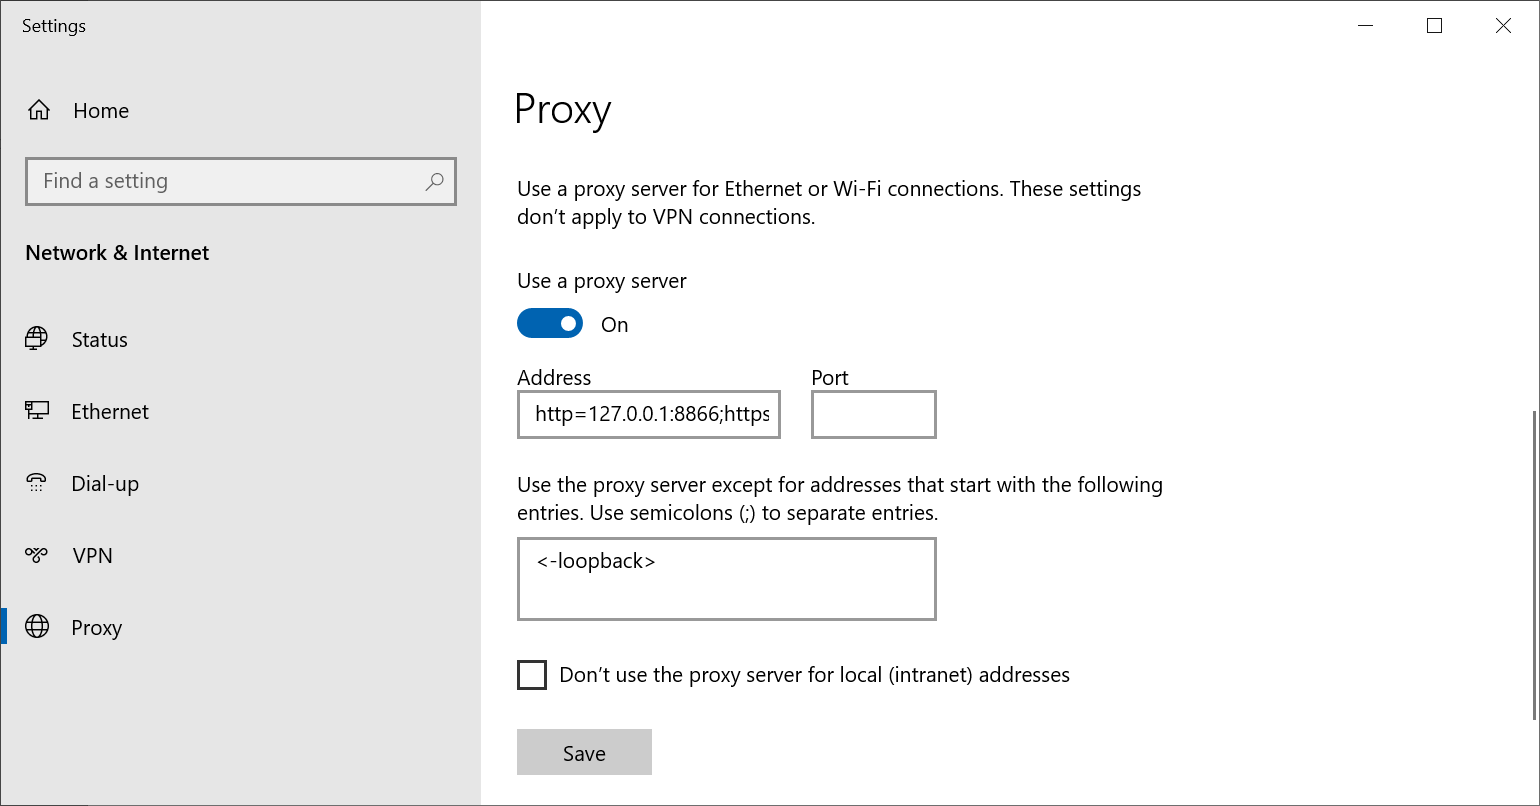 Settings
Home
Find a setting
Network & Internet
Status
Ethernet
Dial-up
VPN
Proxy
Proxy
Use a proxy server for Ethernet or Wi-Fi connections. These settings
don’t apply to VPN connections.
Use a proxy server
On
Address
Port
http=127.0.0.1:8866;https
Use the proxy server except for addresses that start with the following
entries. Use semicolons (;) to separate entries.
<-loopback>
Don’t use the proxy server for local (intranet) addresses
Save